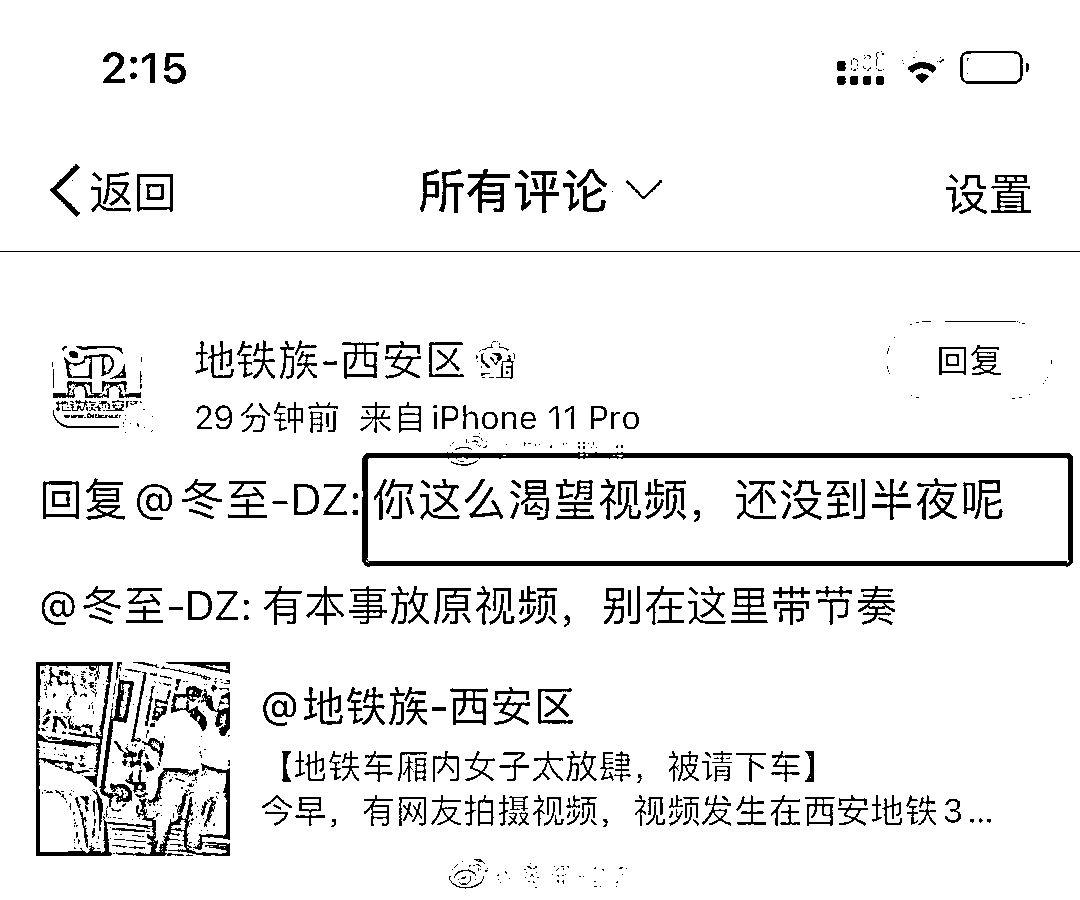 2:15
返回 所有评论 设置
地铁族-西安区 回复
29分钟前 来自iPhone 11 Pro
回复@冬至-DZ:你这么渴望视频，还没到半夜呢
@冬至-DZ: 有本事放原视频，别在这里带节奏
@地铁族-西安区
【地铁车厢内女子太放肆，被请下车】
今早，有网友拍摄视频，视频发生在西安地铁3...